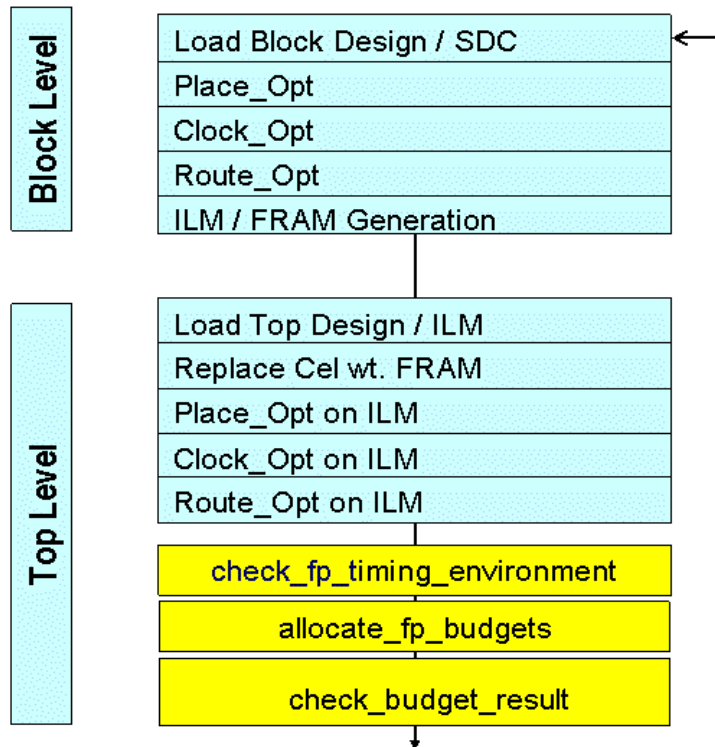 Block Level
Load Block Design / SDC
Place_Opt
Clock_Opt
Route_Opt
ILM / FRAM Generation
Top Level
Load Top Design / ILM
Replace Cel wt. FRAM
Place_Opt on ILM
Clock_Opt on ILM
Route_Opt on ILM
check_fp_timing_environment
allocate_fp_budgets
check_budget_result